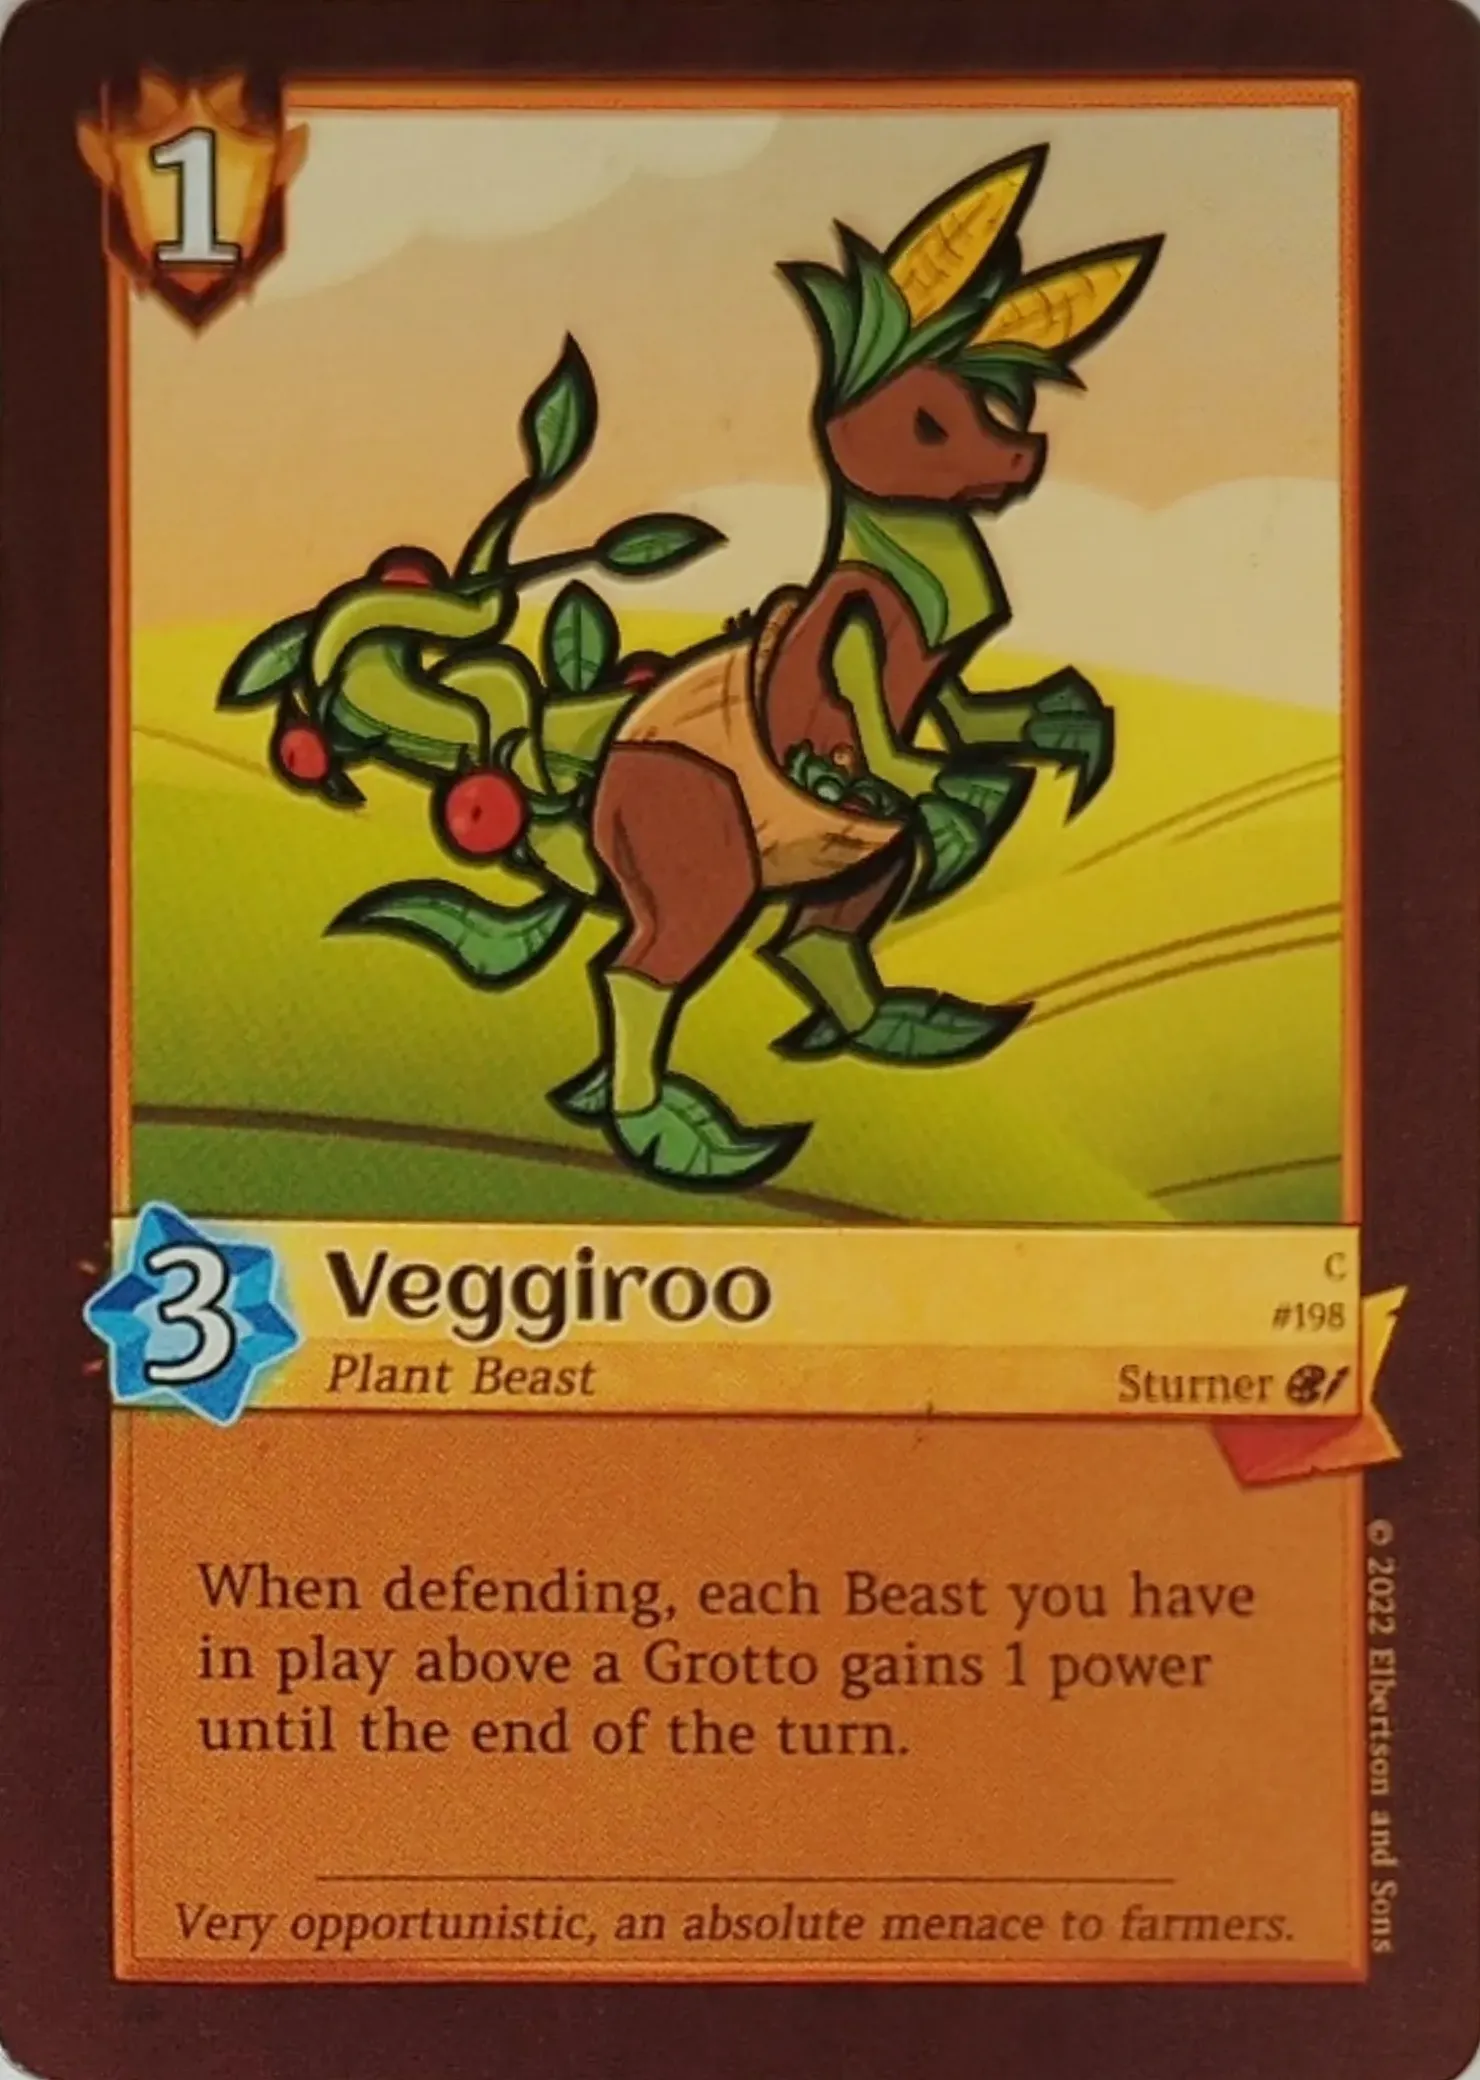 1
3
Veggiroo
C
#198
Plant Beast
Sturner
When defending, each Beast you have
in play above a Grotto gains 1 power
until the end of the turn.
Very opportunistic, an absolute menace to farmers.
© 2022 Elbertson and Sons